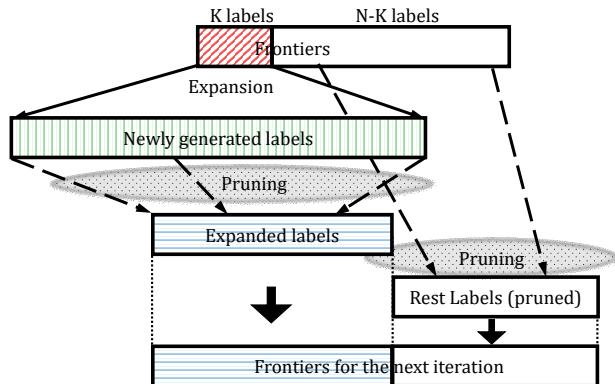 K labels
N-K labels
Frontiers
Expansion
Newly generated labels
Pruning
Expanded labels
Pruning
Rest Labels (pruned)
Frontiers for the next iteration